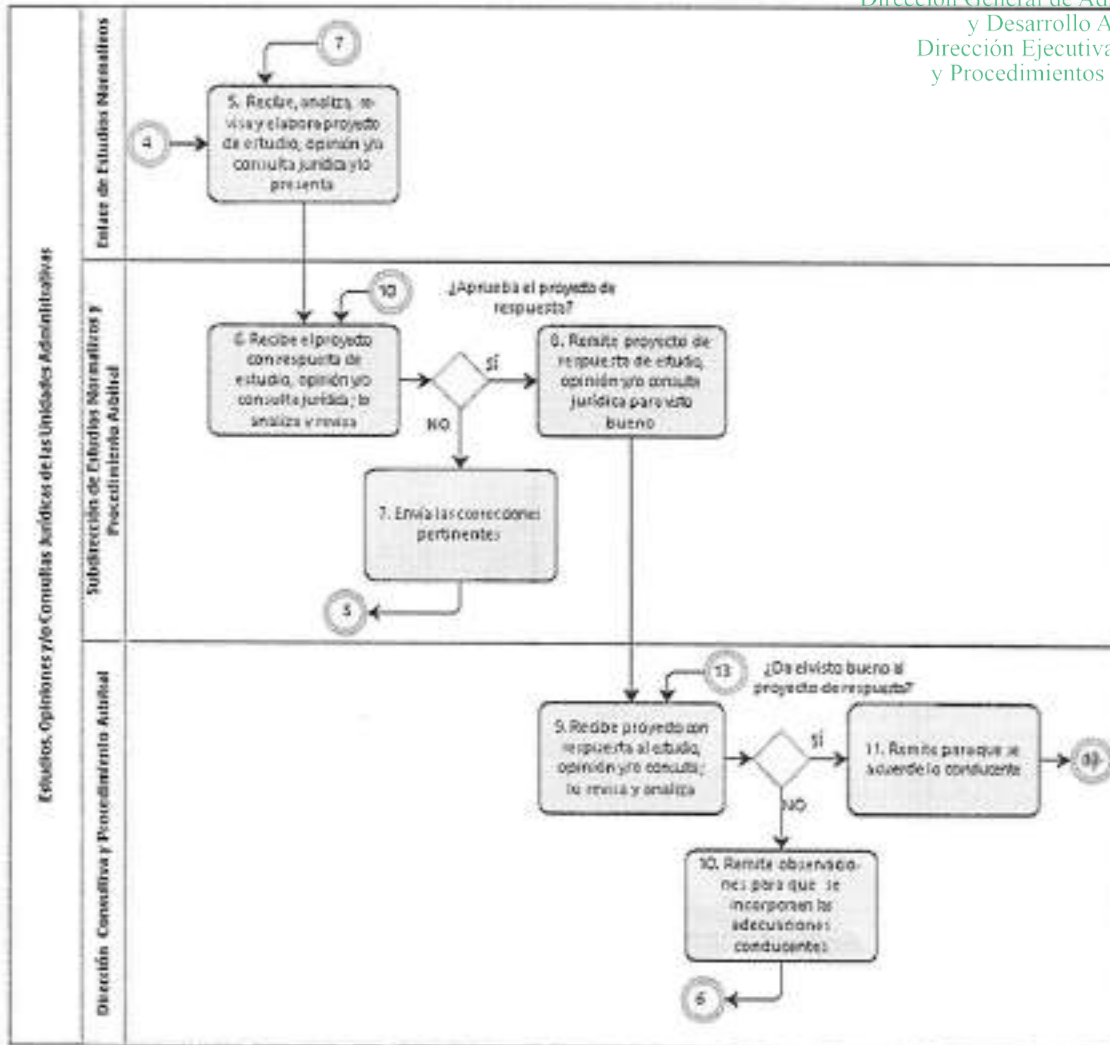 Dirección General de Ad
y Desarrollo A
Dirección Ejecutiva
y Procedimientos
Estudios, Opiniones y/o Consultas Jurídicas de las Unidades Administrativas
Enlace de Estudios Normativos
7
4
5. Recibe, analiza, re-
visa y elabora proyecto
de estudio, opinión y/o
consulta jurídica y lo
presenta
Subdirección de Estudios Normativos y
Procedimiento Arbitral
10
¿Aprueba el proyecto de
respuesta?
6. Recibe el proyecto
con respuesta de
estudio, opinión y/o
consulta jurídica; lo
analiza y revisa
SÍ
NO
8. Remite proyecto de
respuesta de estudio,
opinión y/o consulta
jurídica para visto
bueno
7. Envía las correcciones
pertinentes
5
Dirección Consultiva y Procedimiento Arbitral
13
¿Da el visto bueno al
proyecto de respuesta?
9. Recibe proyecto con
respuesta al estudio,
opinión y/o consulta;
lo revisa y analiza
SÍ
NO
11. Remite para que se
acuerde lo conducente
10. Remite observacio-
nes para que se
incorporen las
adecuaciones
conducentes
6